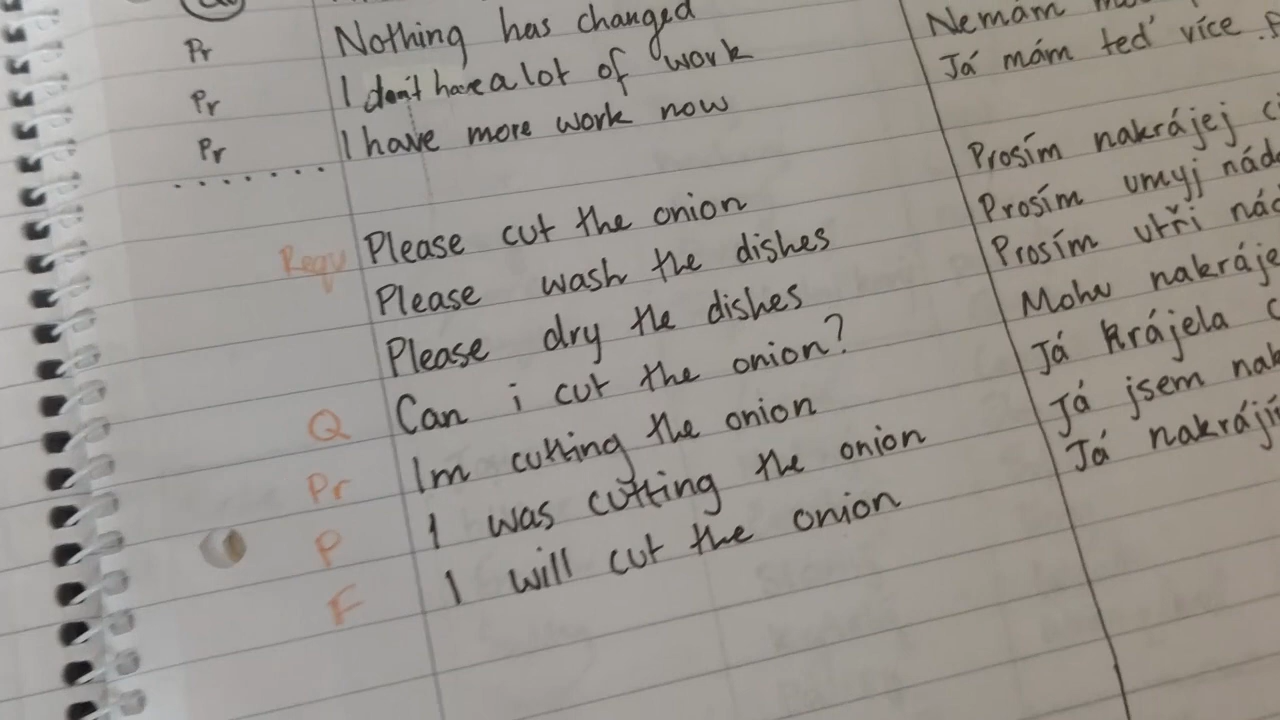 Pr Nothing has changed Nemám
Pr I don't have a lot of work Já mám teď více
Pr I have more work now
.......
Requ Please cut the onion Prosím nakrájej
Please wash the dishes Prosím umyj
Please dry the dishes Prosím utři
Q Can i cut the onion? Mohu
Pr Im cutting the onion Já krájela
P I was cutting the onion Já jsem
F I will cut the onion Já